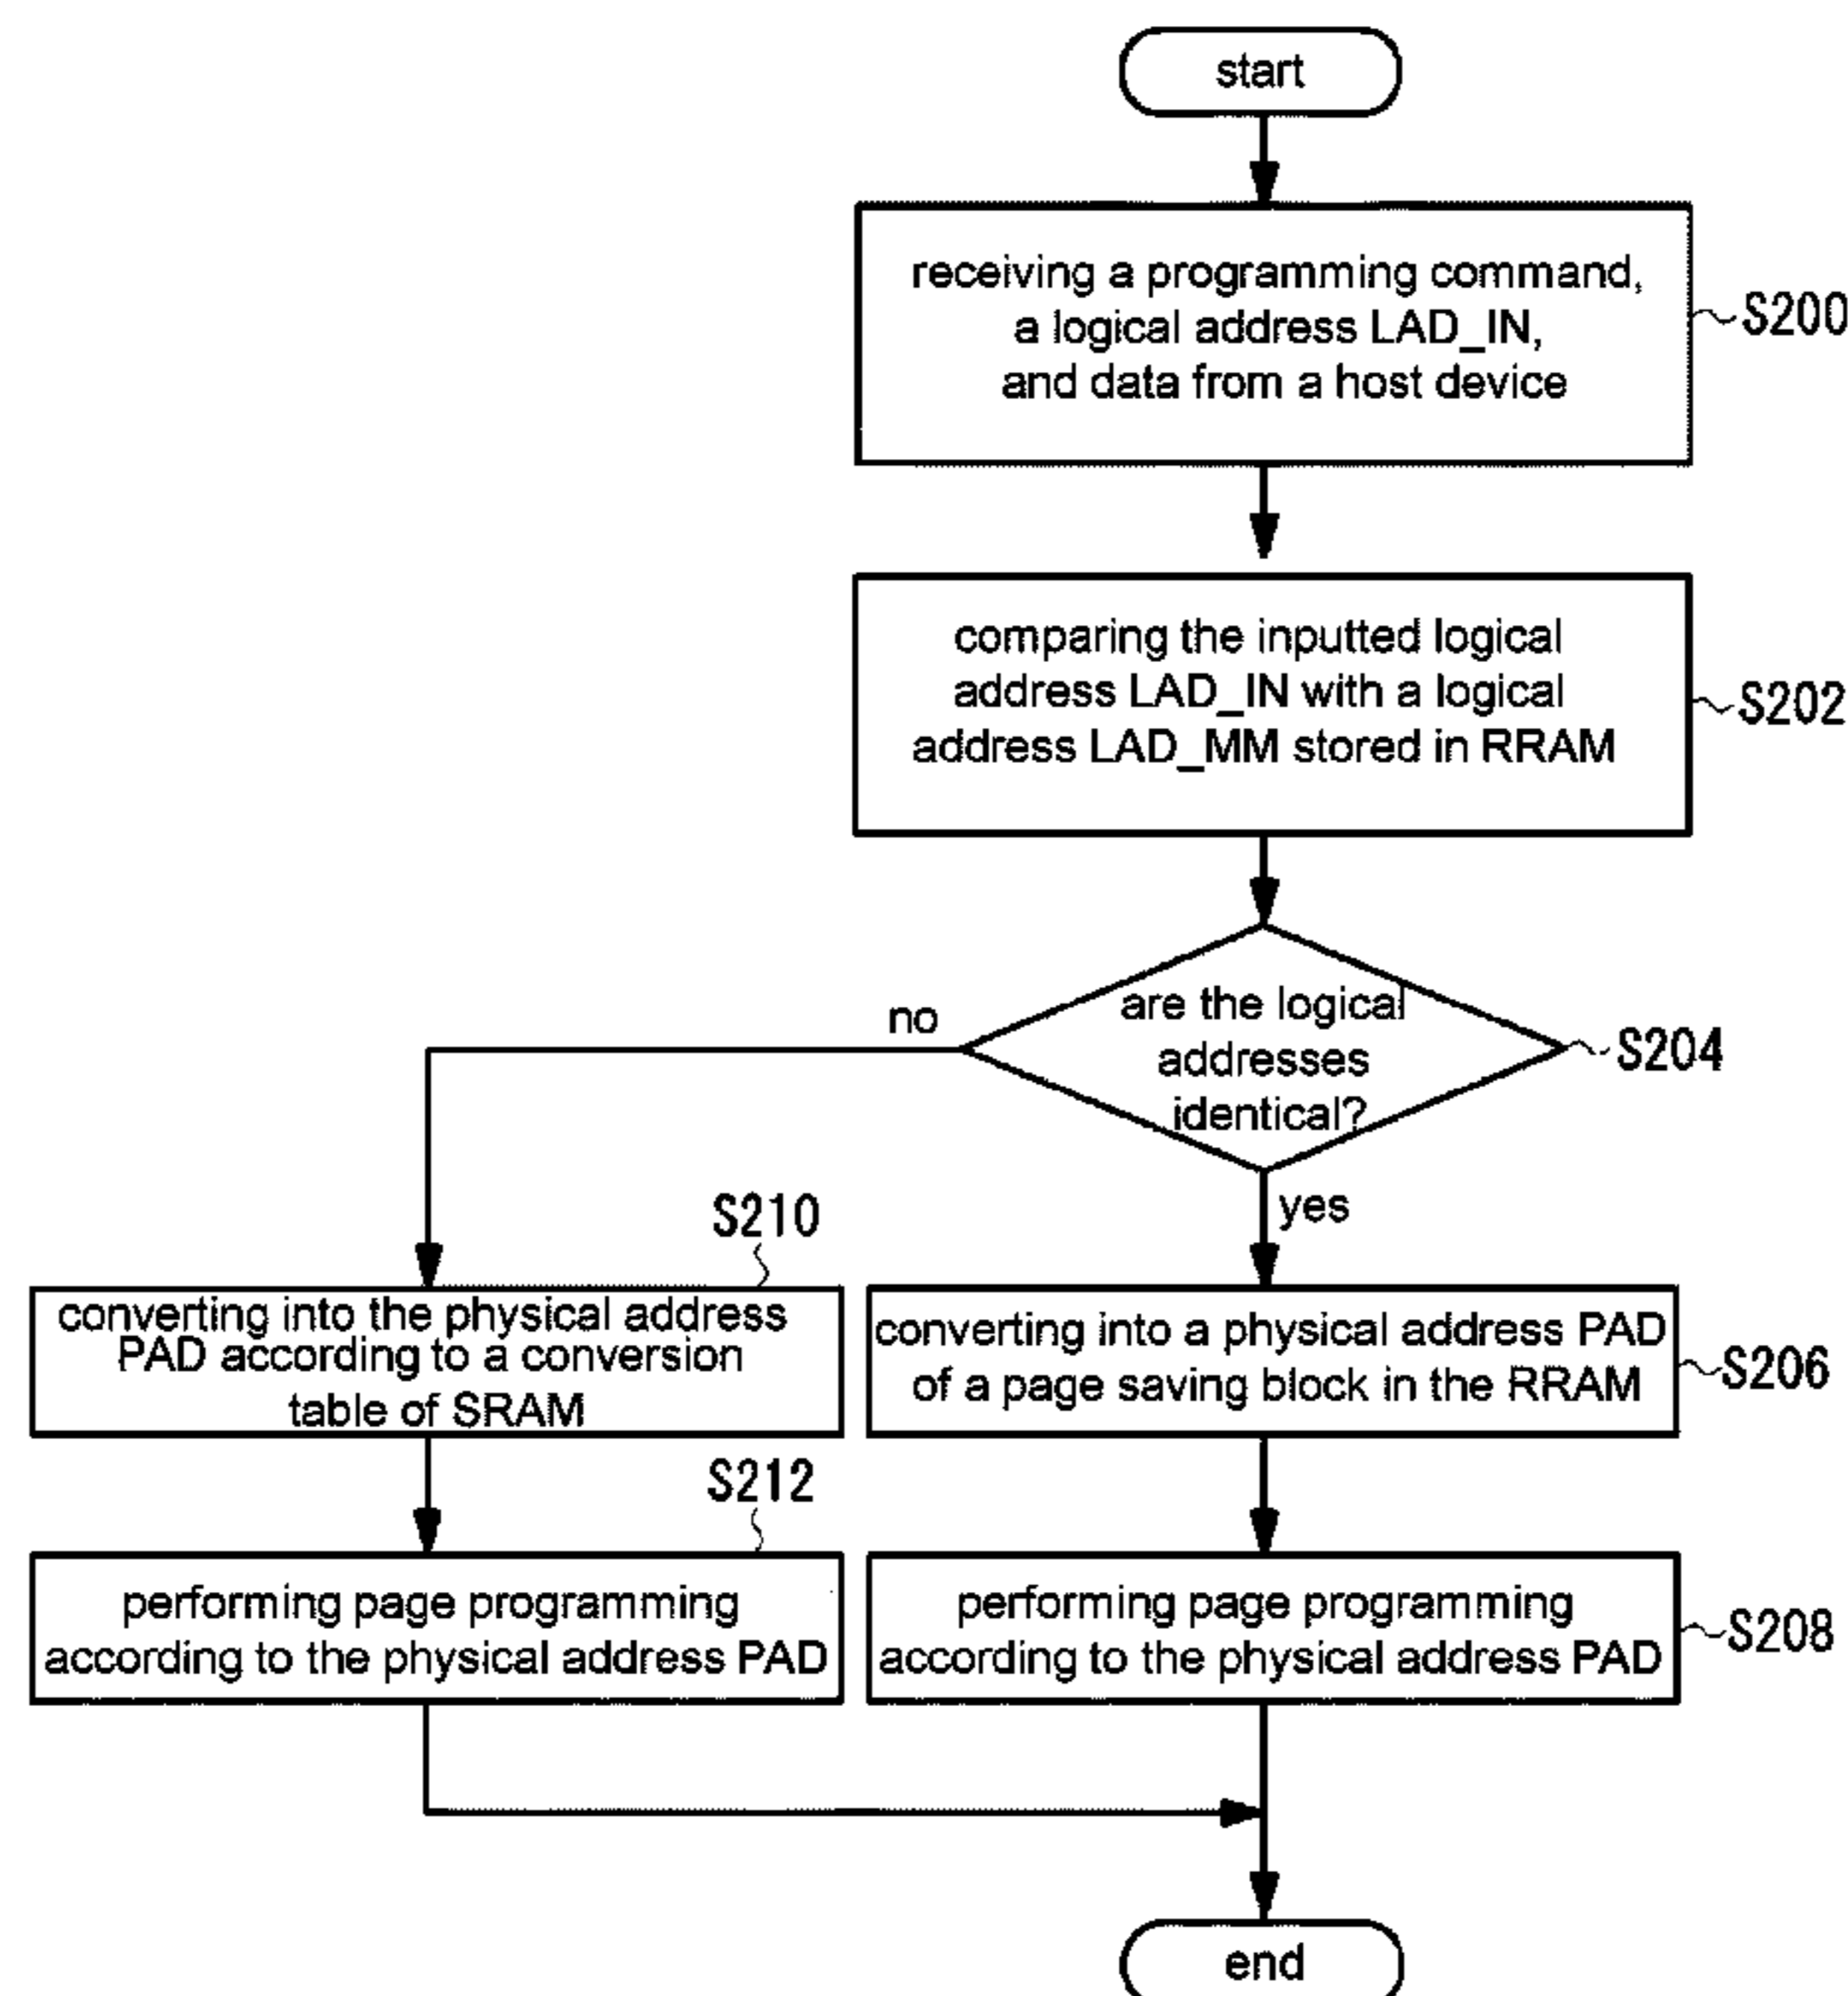 start
receiving a programming command,
a logical address LAD_IN,
and data from a host device
S200
comparing the inputted logical
address LAD_IN with a logical
address LAD_MM stored in RRAM
S202
are the logical
addresses
identical?
S204
no
yes
S210
converting into the physical address
PAD according to a conversion
table of SRAM
converting into a physical address PAD
of a page saving block in the RRAM
S206
S212
performing page programming
according to the physical address PAD
performing page programming
according to the physical address PAD
S208
end